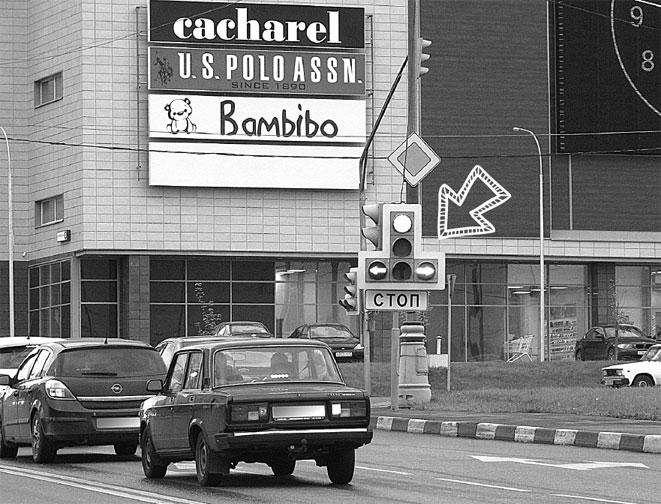 cacharel
U.S. POLO ASSN.
SINCE 1890
Bambibo
9
8
СТОП